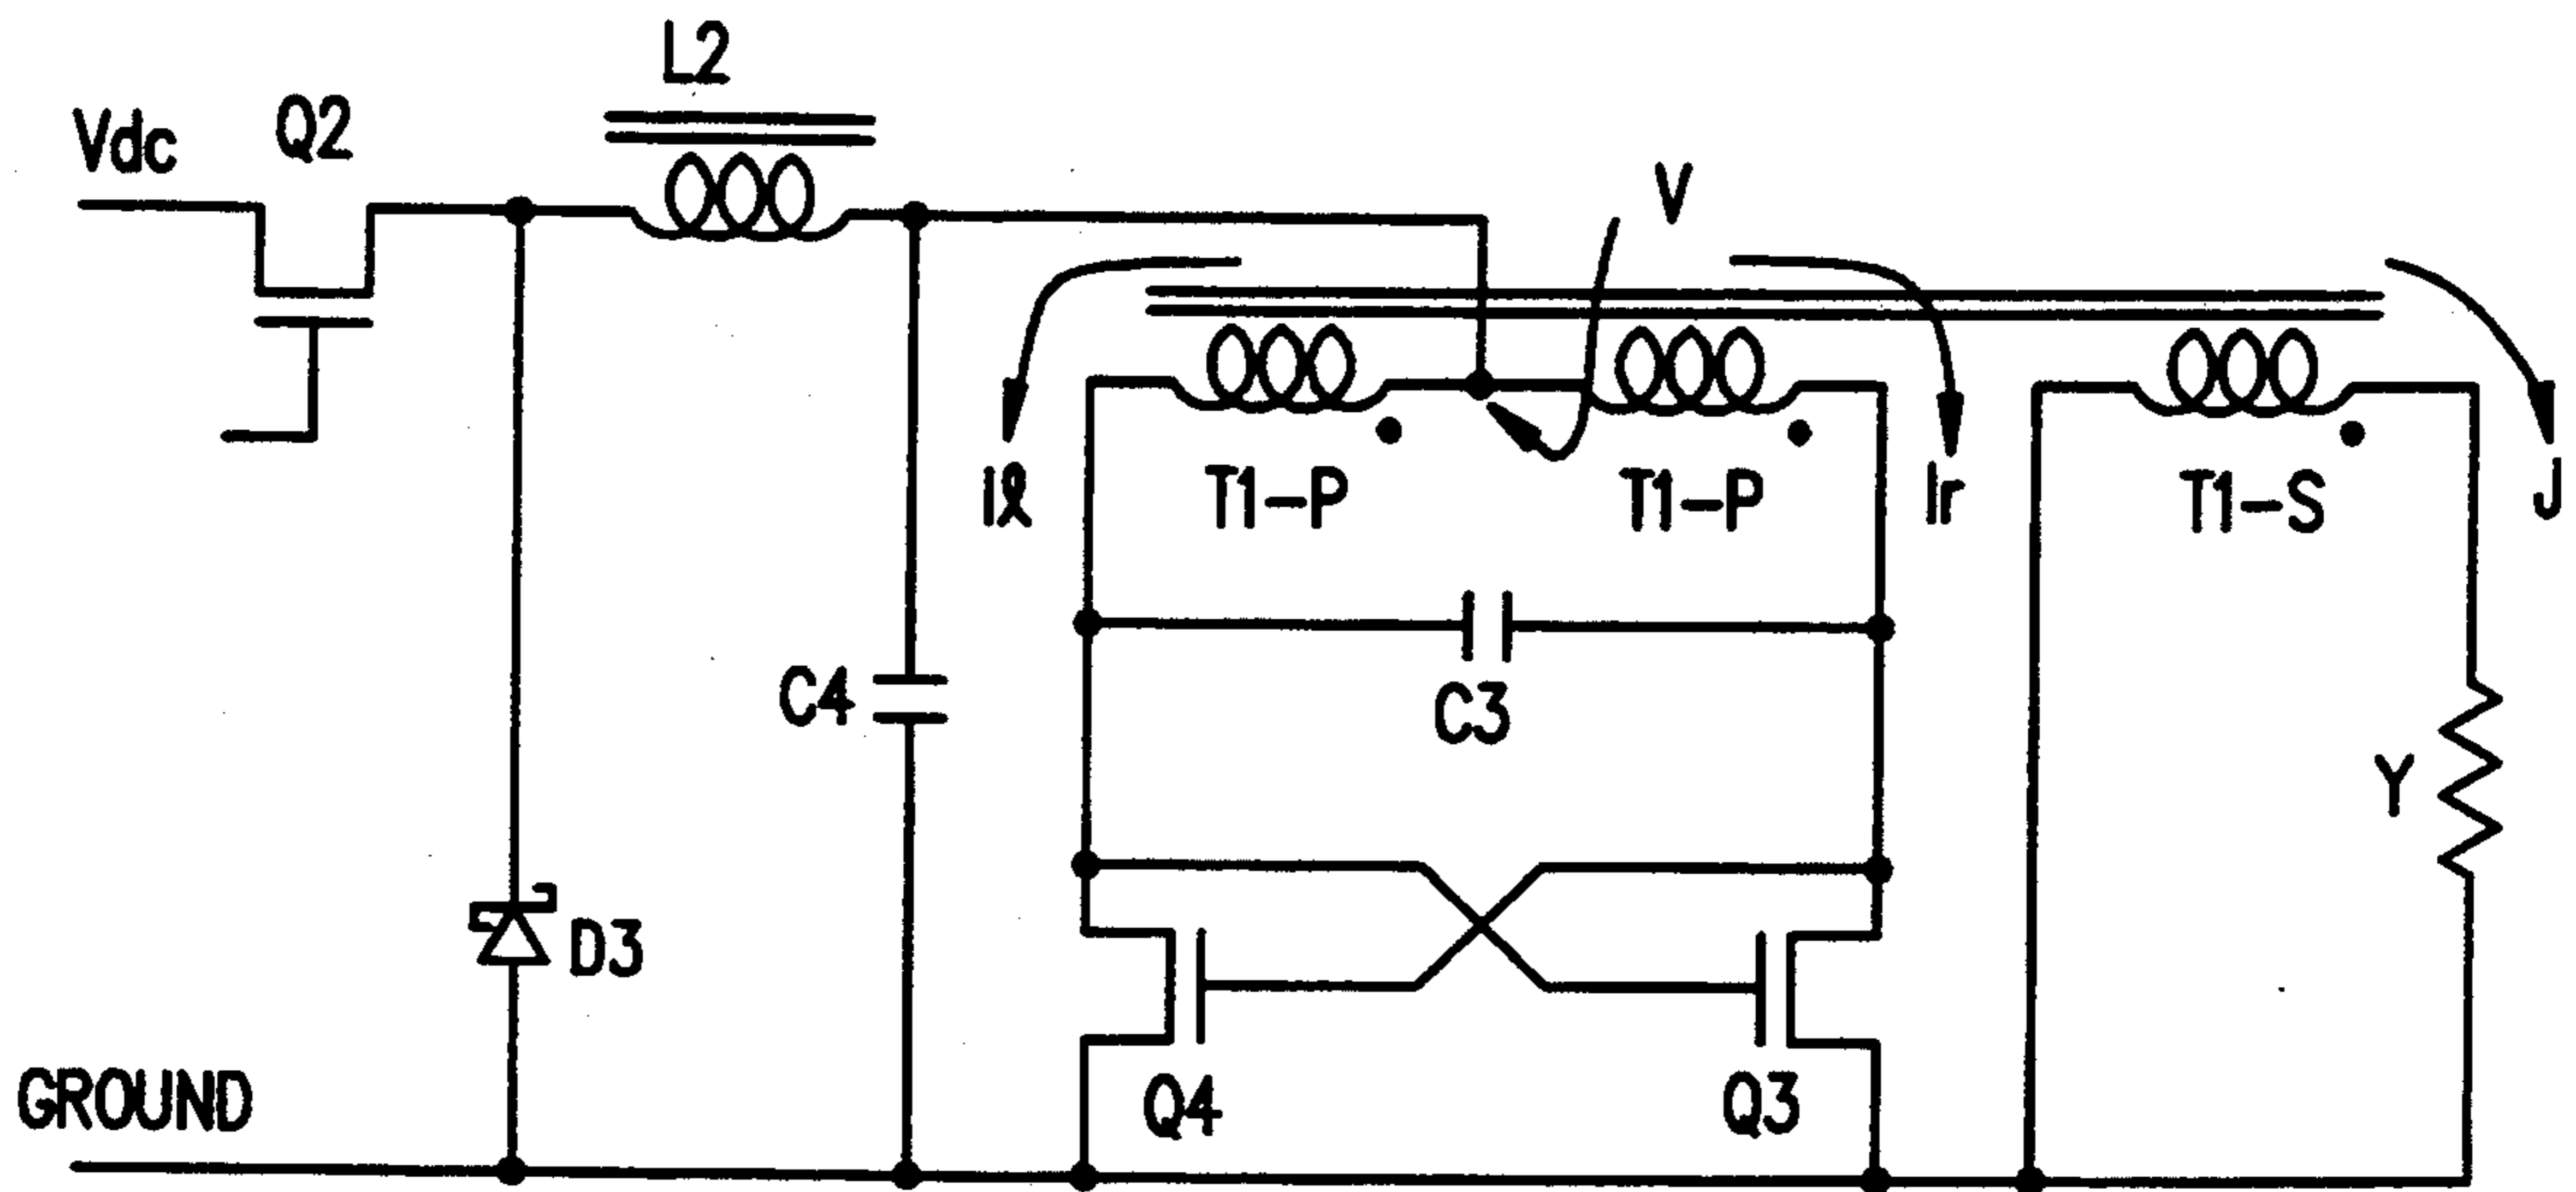 L2
Vdc
Q2
V
Iℓ
T1-P
T1-P
Ir
T1-S
J
C4
C3
Y
D3
Q4
Q3
GROUND